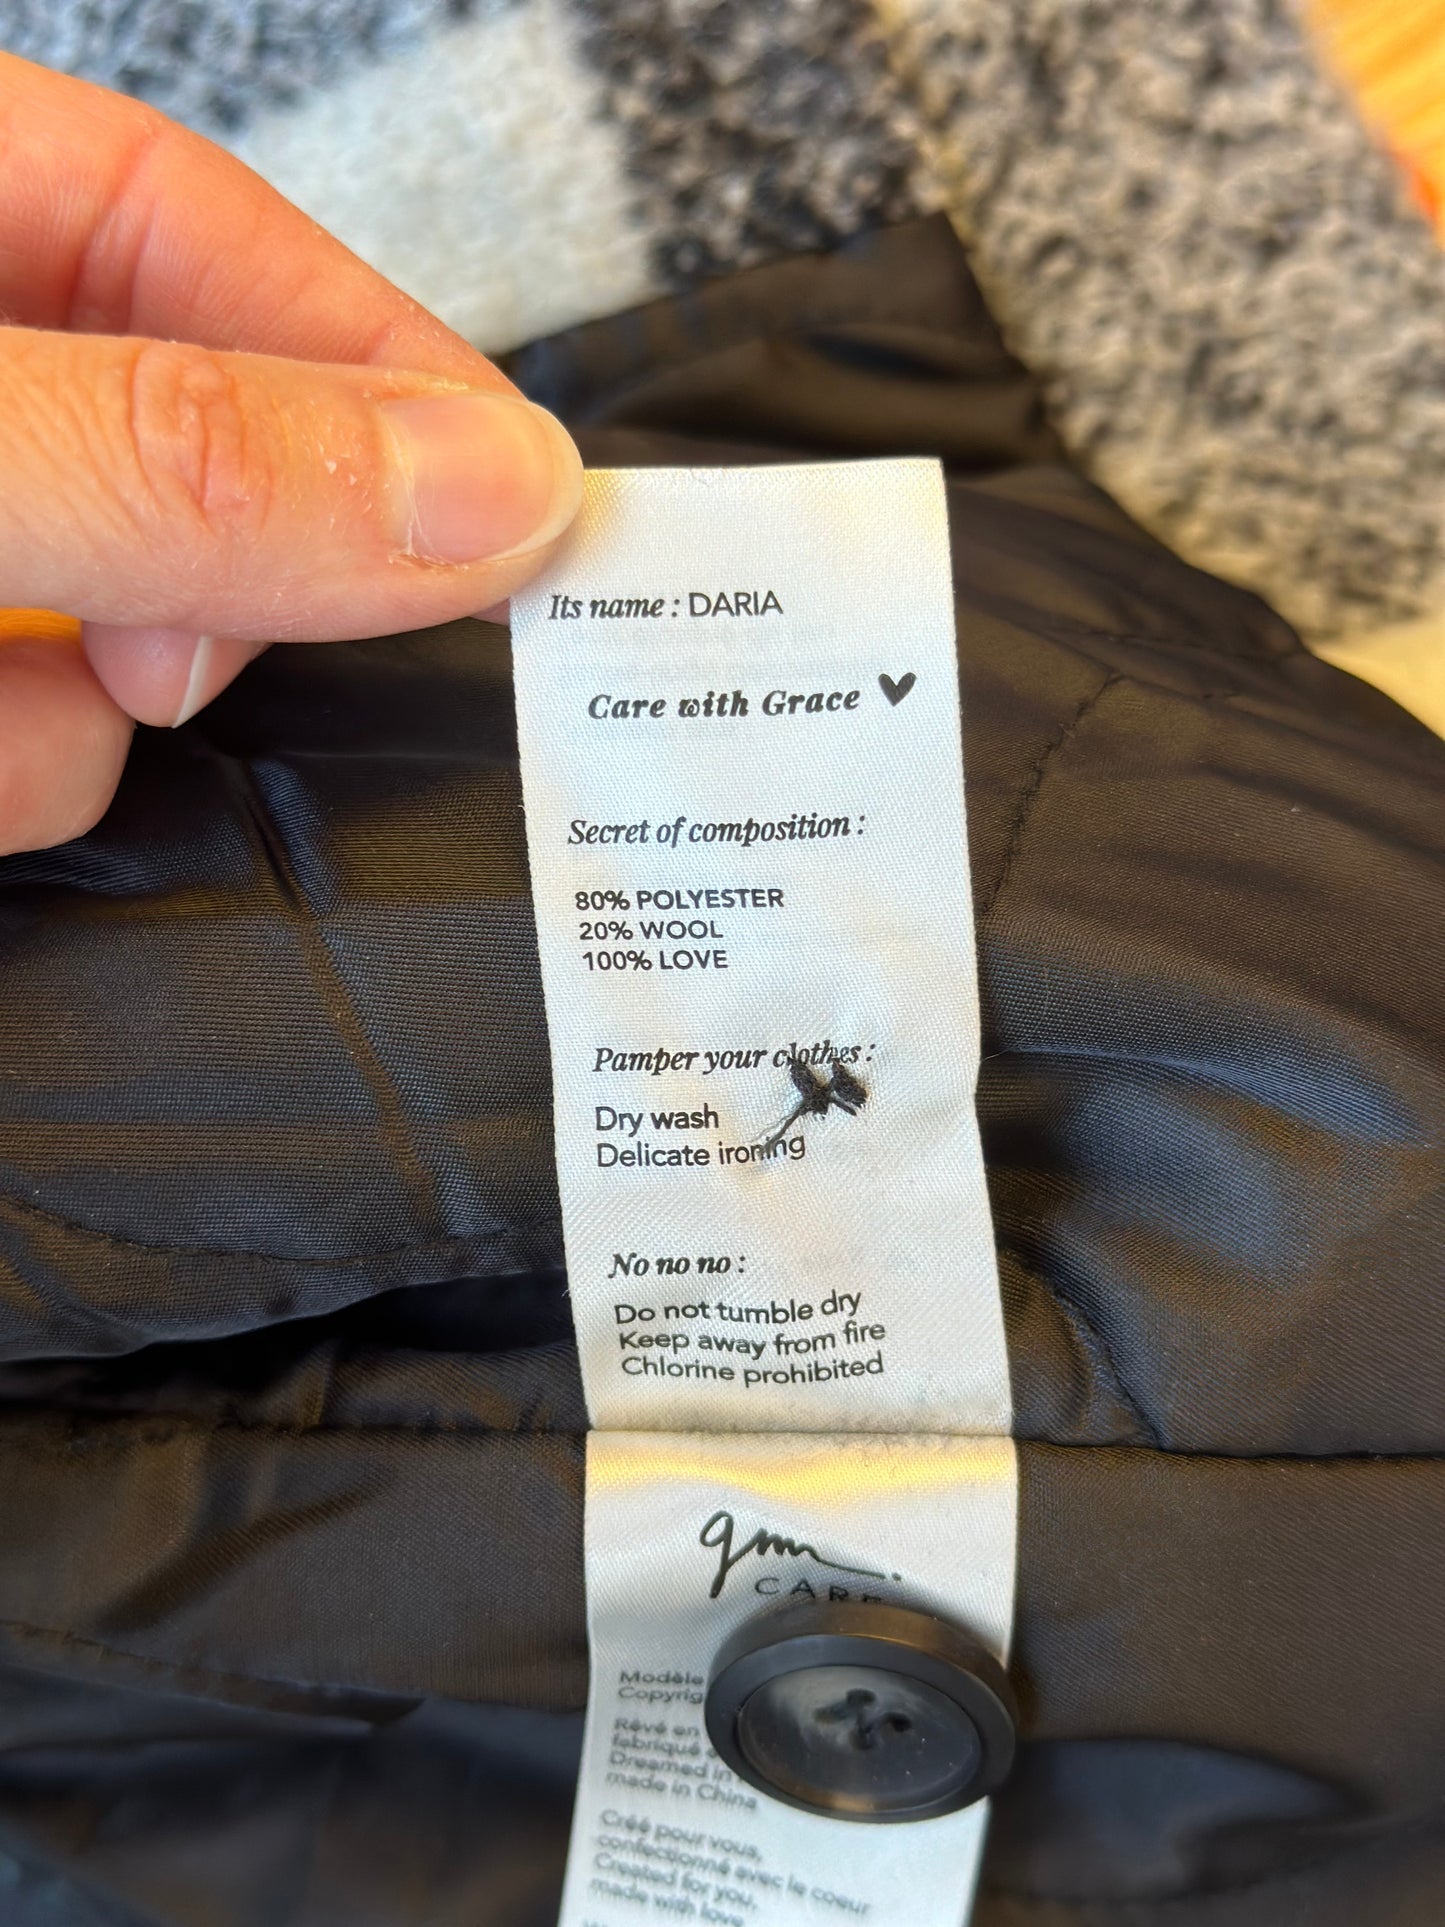 Its name : DARIA
Care with Grace
Secret of composition :
80% POLYESTER
20% WOOL
100% LOVE
Pamper your clothes :
Dry wash
Delicate ironing
No no no :
Do not tumble dry
Keep away from fire
Chlorine prohibited
gmm.
CARE
Modèle
Copyrig
Rêvé en
fabriqué
Dreamed in
made in China
Créé pour vous,
confectionné avec le coeur
Created for you,
made with love